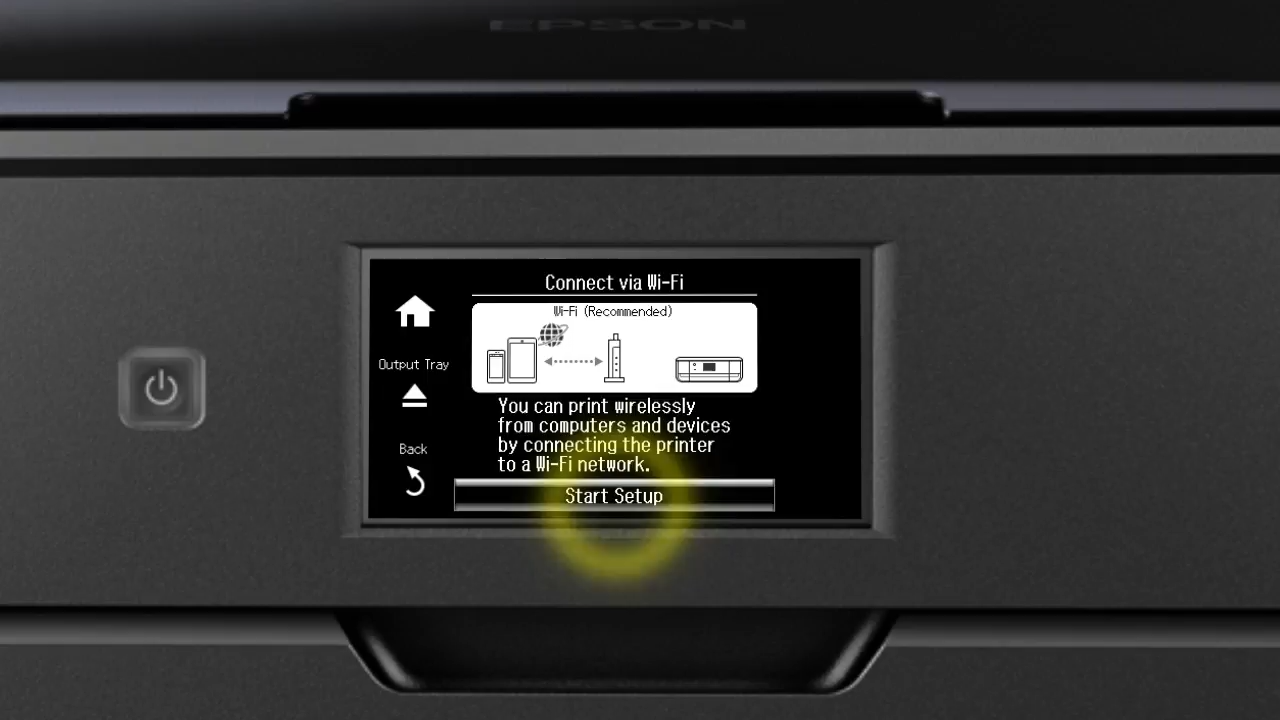 EPSON
Connect via Wi-Fi
Wi-Fi (Recommended)
Output Tray
You can print wirelessly
from computers and devices
by connecting the printer
to a Wi-Fi network.
Back
Start Setup